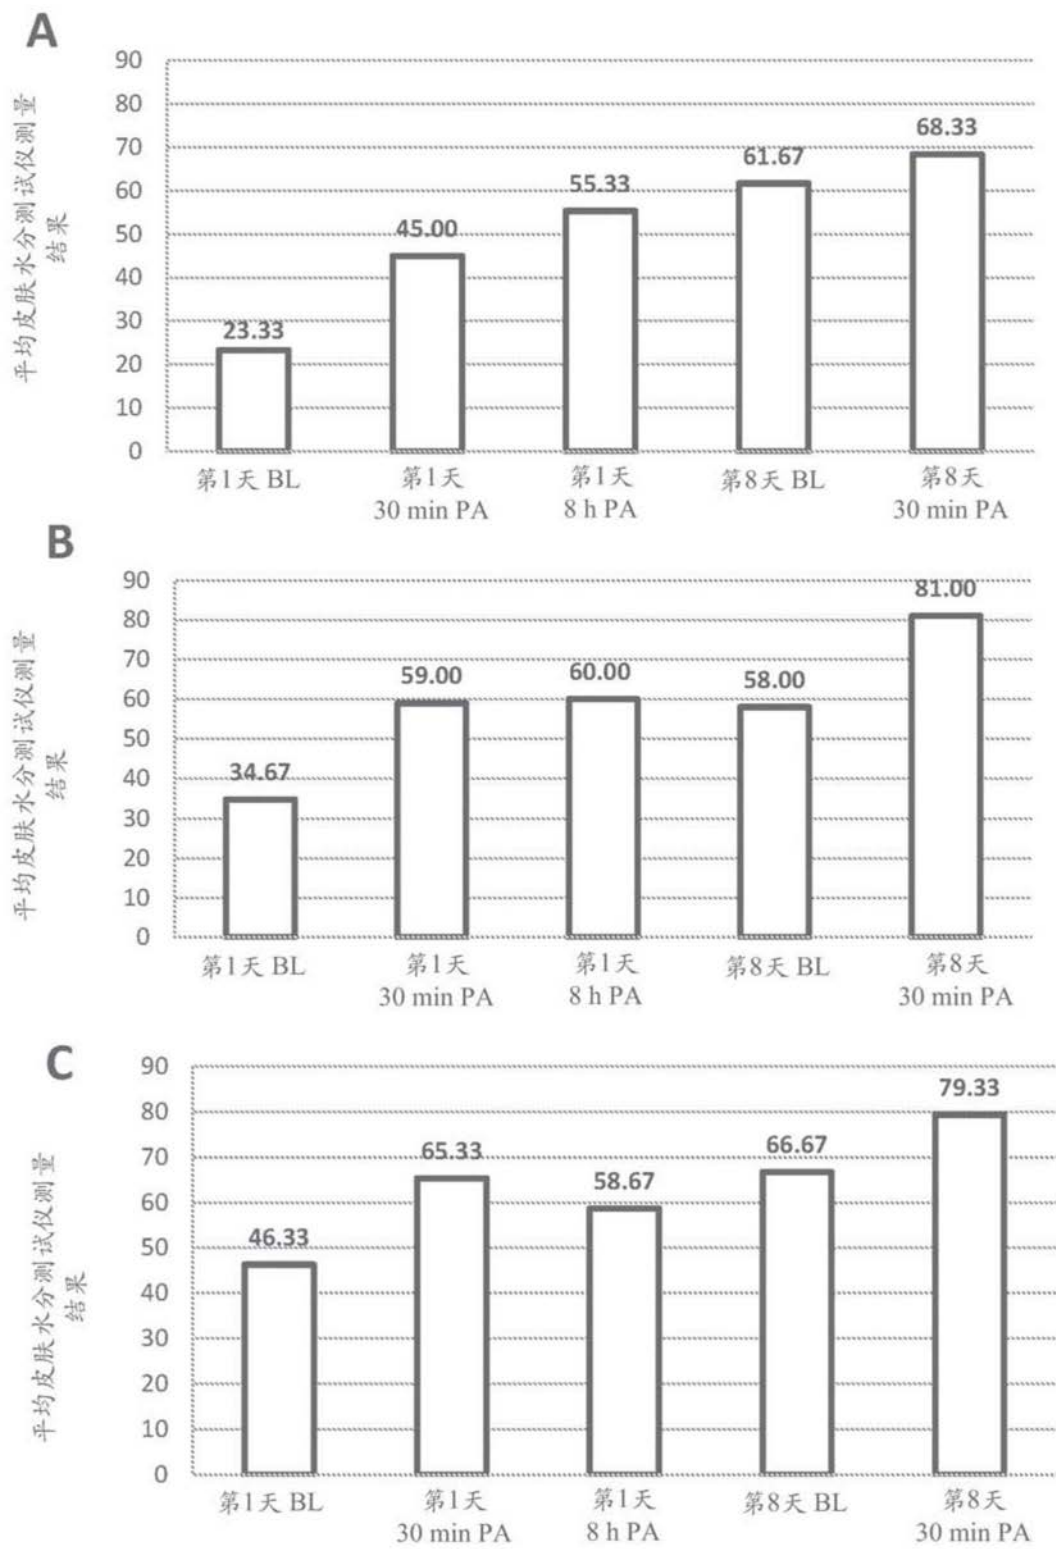 A
平均皮肤水分测试仪测量
结果
90
80
70
60
50
40
30
20
10
0
23.33
45.00
55.33
61.67
68.33
第1天 BL
第1天
30 min PA
第1天
8 h PA
第8天 BL
第8天
30 min PA
B
平均皮肤水分测试仪测量
结果
90
80
70
60
50
40
30
20
10
0
34.67
59.00
60.00
58.00
81.00
第1天 BL
第1天
30 min PA
第1天
8 h PA
第8天 BL
第8天
30 min PA
C
平均皮肤水分测试仪测量
结果
90
80
70
60
50
40
30
20
10
0
46.33
65.33
58.67
66.67
79.33
第1天 BL
第1天
30 min PA
第1天
8 h PA
第8天 BL
第8天
30 min PA